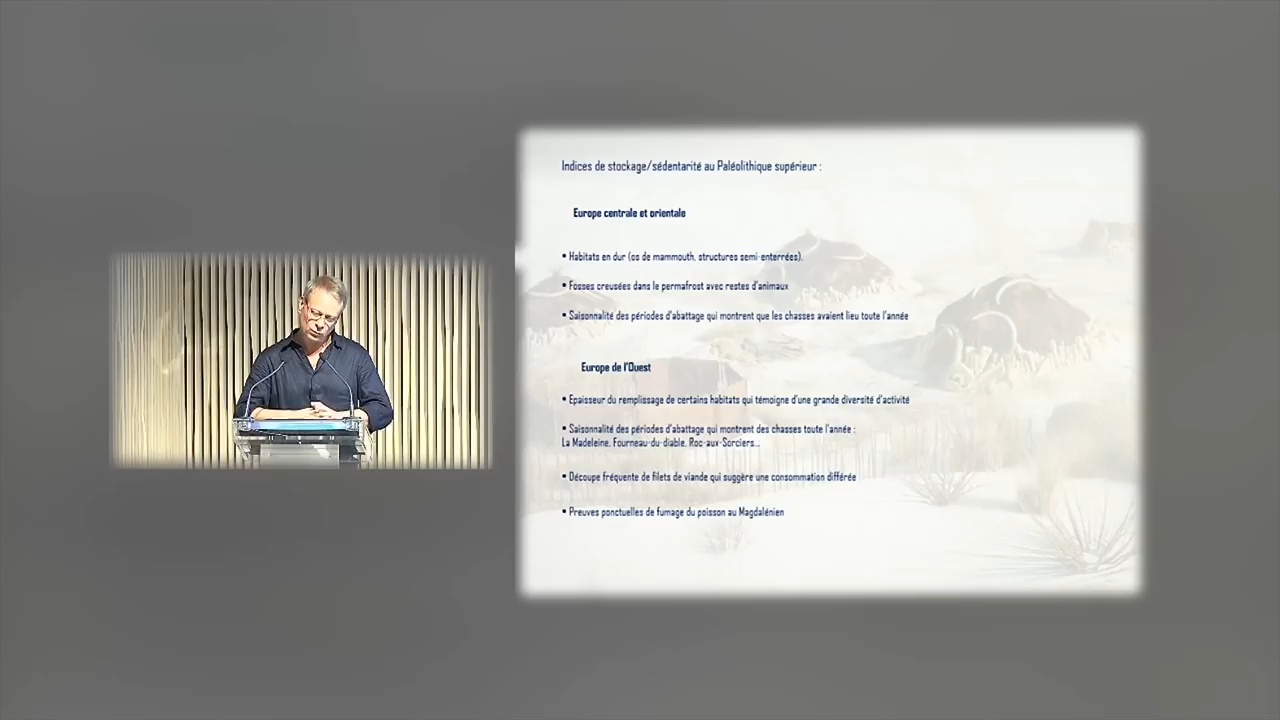 Indices de stockage/sédentarité au Paléolithique supérieur :
Europe centrale et orientale
• Habitats en dur (os de mammouth, structures semi-enterrées).
• Fosses creusées dans le permafrost avec restes d'animaux
• Saisonnalité des périodes d'abattage qui montrent que les chasses avaient lieu toute l'année
Europe de l'Ouest
• Epaisseur du remplissage de certains habitats qui témoigne d'une grande diversité d'activité
• Saisonnalité des périodes d'abattage qui montrent des chasses toute l'année :
La Madeleine, Fourneau-du-diable, Roc-aux-Sorciers...
• Découpe fréquente de filets de viande qui suggère une consommation différée
• Preuves ponctuelles de fumage du poisson au Magdalénien